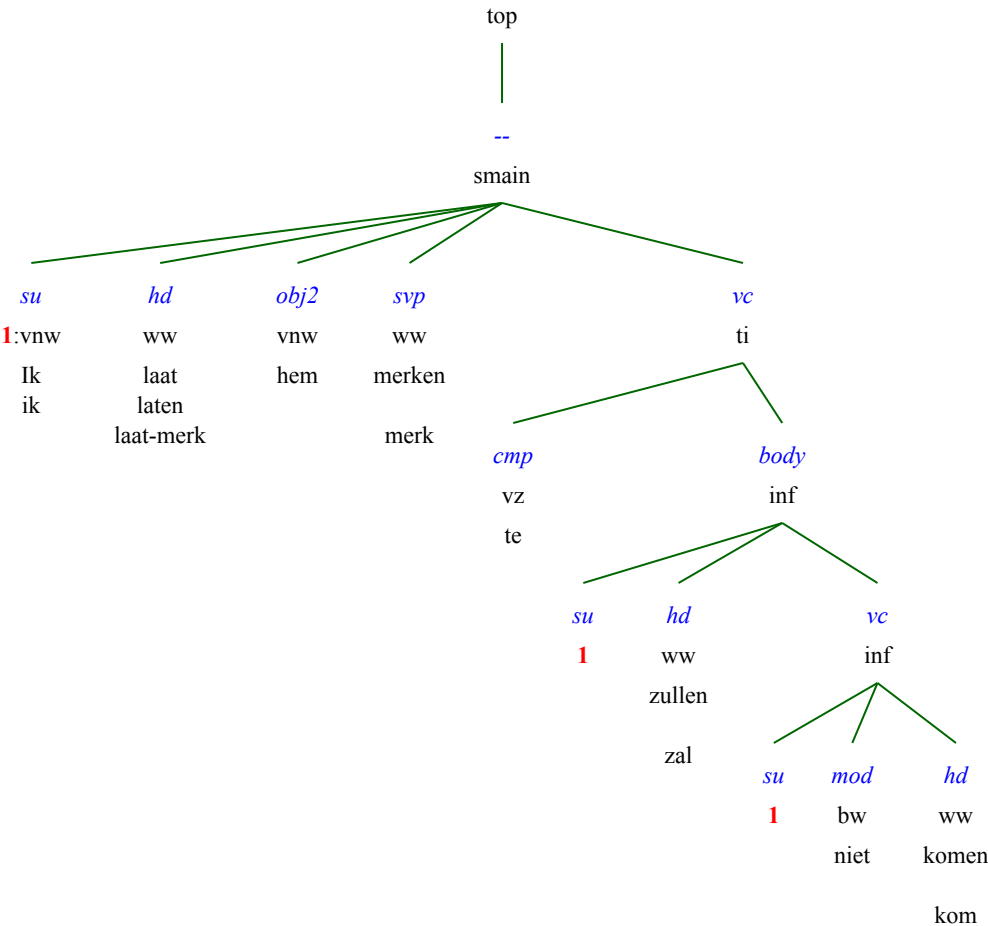 top
--
smain
su hd obj2 svp vc
1:vnw ww vnw ww ti
Ik laat hem merken
ik laten
laat-merk merk
cmp body
vz inf
te
su hd vc
1 ww inf
zullen
zal
su mod hd
1 bw ww
niet komen
kom